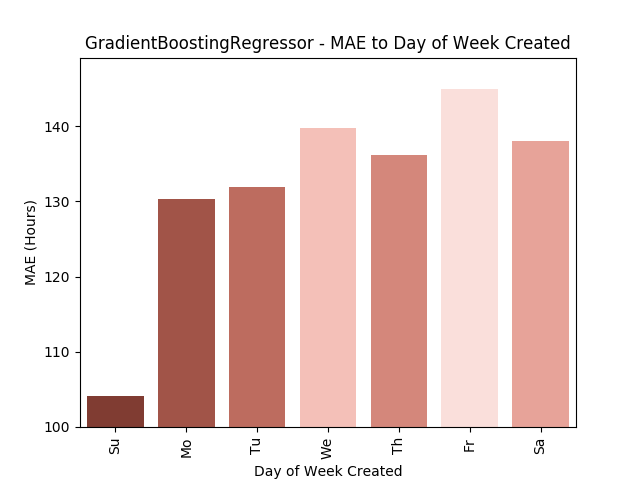 GradientBoostingRegressor - MAE to Day of Week Created
MAE (Hours)
140
130
120
110
100
Su
Mo
Tu
We
Th
Fr
Sa
Day of Week Created